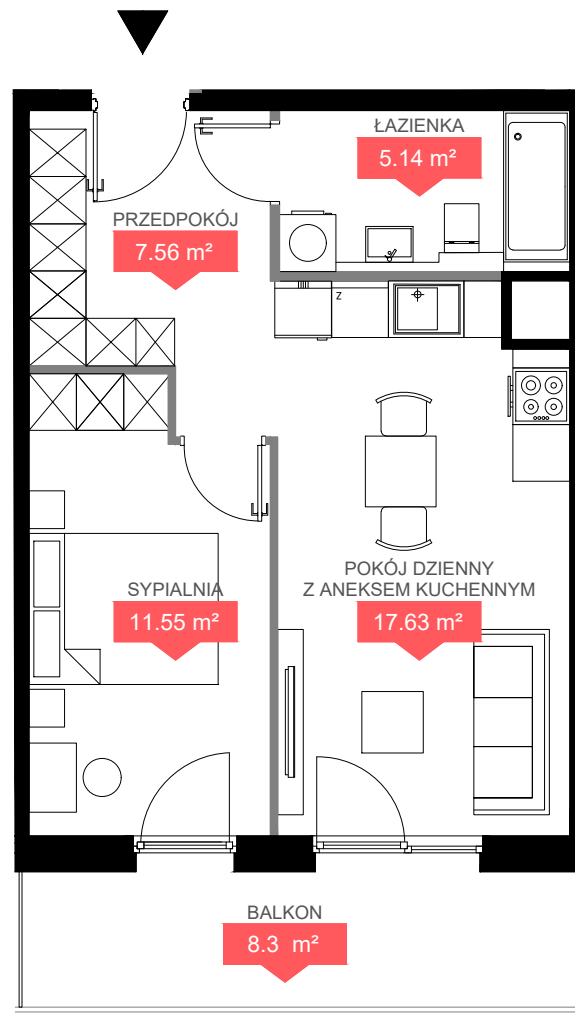 ŁAZIENKA
5.14 m²
PRZEDPOKÓJ
7.56 m²
Z
POKÓJ DZIENNY
Z ANEKSEM KUCHENNYM
17.63 m²
SYPIALNIA
11.55 m²
BALKON
8.3 m²